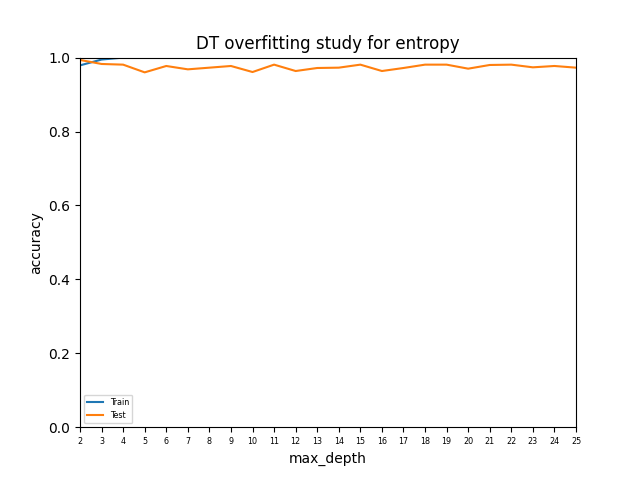 DT overfitting study for entropy
accuracy
1.0
0.8
0.6
0.4
0.2
0.0
Train
Test
2 3 4 5 6 7 8 9 10 11 12 13 14 15 16 17 18 19 20 21 22 23 24 25
max_depth